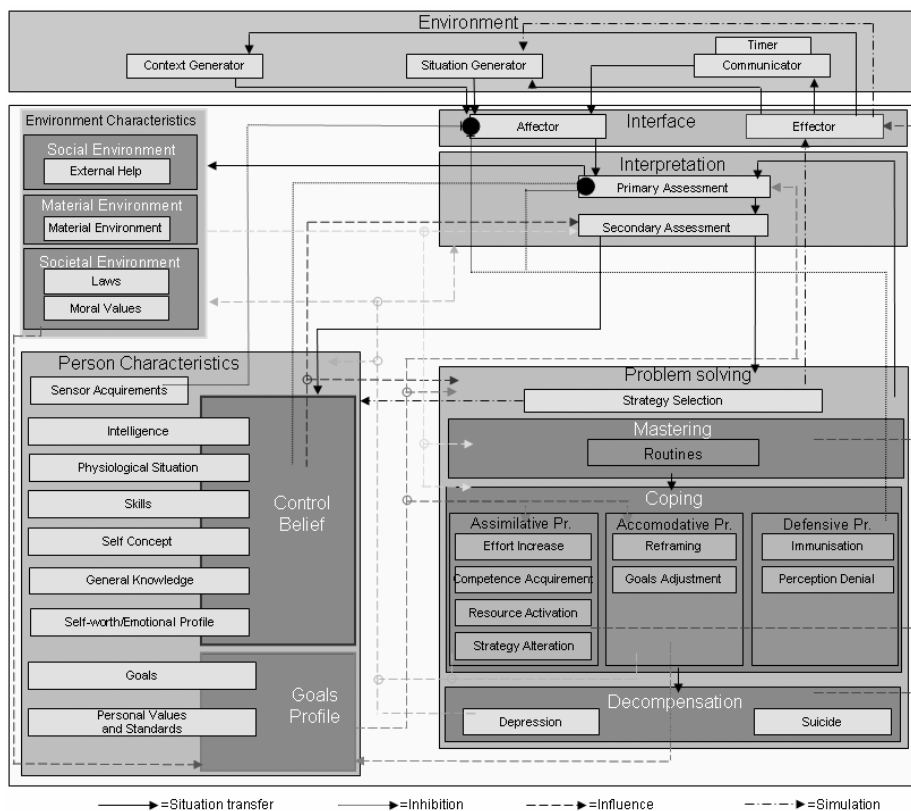 Environment
Timer
Context Generator
Situation Generator
Communicator
Environment Characteristics
Social Environment
External Help
Material Environment
Material Environment
Societal Environment
Laws
Moral Values
Affector
Interface
Effector
Interpretation
Primary Assessment
Secondary Assessment
Person Characteristics
Sensor Acquirements
Intelligence
Physiological Situation
Skills
Self Concept
General Knowledge
Self-worth/Emotional Profile
Control
Belief
Goals
Personal Values
and Standards
Goals
Profile
Problem solving
Strategy Selection
Mastering
Routines
Coping
Assimilative Pr.
Effort Increase
Competence Acquirement
Resource Activation
Strategy Alteration
Accomodative Pr.
Reframing
Goals Adjustment
Defensive Pr.
Immunisation
Perception Denial
Decompensation
Depression
Suicide
=Situation transfer
=Inhibition
=Influence
=Simulation